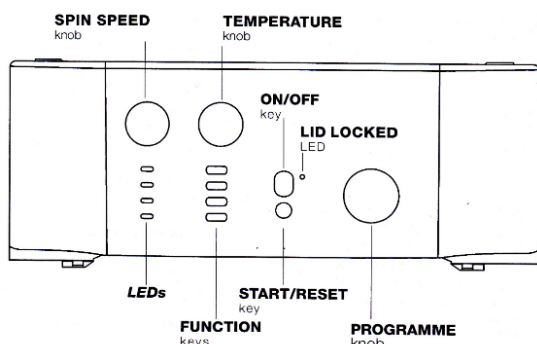 SPIN SPEED
knob
TEMPERATURE
knob
ON/OFF
key
LID LOCKED
LED
LEDs
START/RESET
key
FUNCTION
keys
PROGRAMME
knob